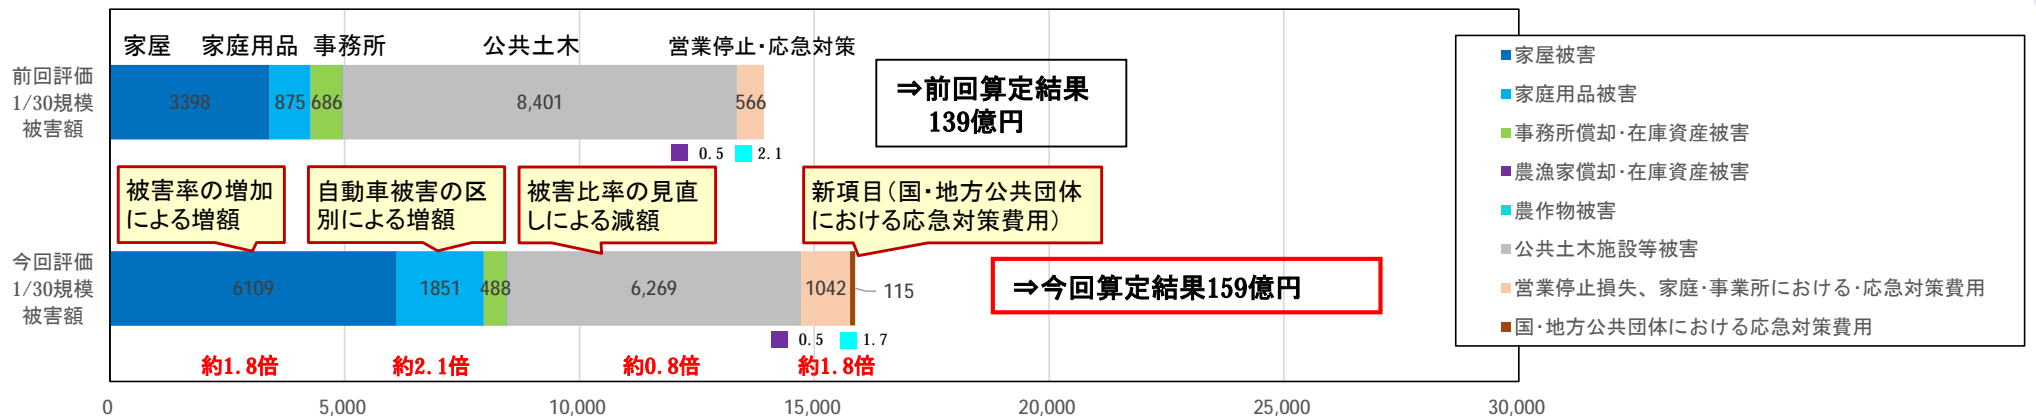 家屋 家庭用品 事務所 公共土木 営業停止・応急対策
前回評価
1/30規模
被害額
3398 875 686 8,401 566
0.5 2.1
⇒前回算定結果
139億円
被害率の増加
による増額
自動車被害の区
別による増額
被害比率の見直
しによる減額
新項目(国・地方公共団体
における応急対策費用)
今回評価
1/30規模
被害額
6109 1851 488 6,269 1042 115
0.5 1.7
⇒今回算定結果159億円
約1.8倍 約2.1倍 約0.8倍 約1.8倍
0 5,000 10,000 15,000 20,000 25,000 30,000
家屋被害
家庭用品被害
事務所償却・在庫資産被害
農漁家償却・在庫資産被害
農作物被害
公共土木施設等被害
営業停止損失、家庭・事業所における・応急対策費用
国・地方公共団体における応急対策費用